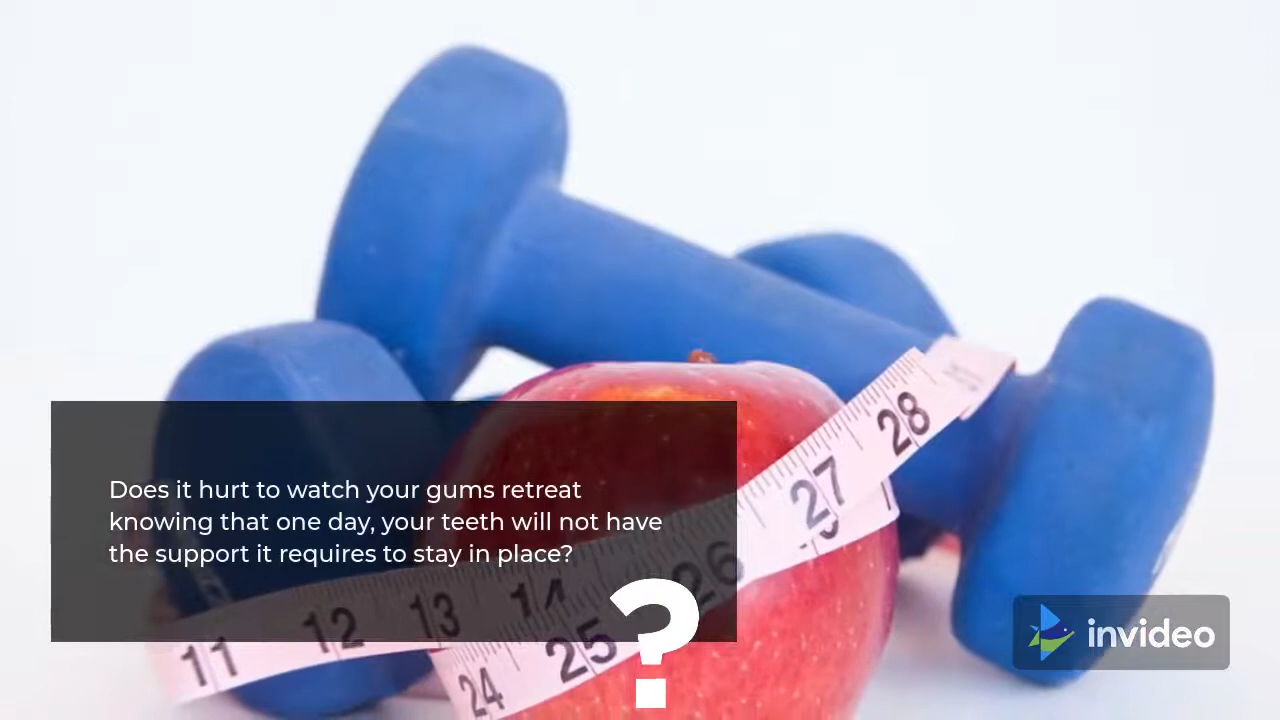 28
27
26
Does it hurt to watch your gums retreat
knowing that one day, your teeth will not have
the support it requires to stay in place?
11
12
13
14
25
24
?
invideo